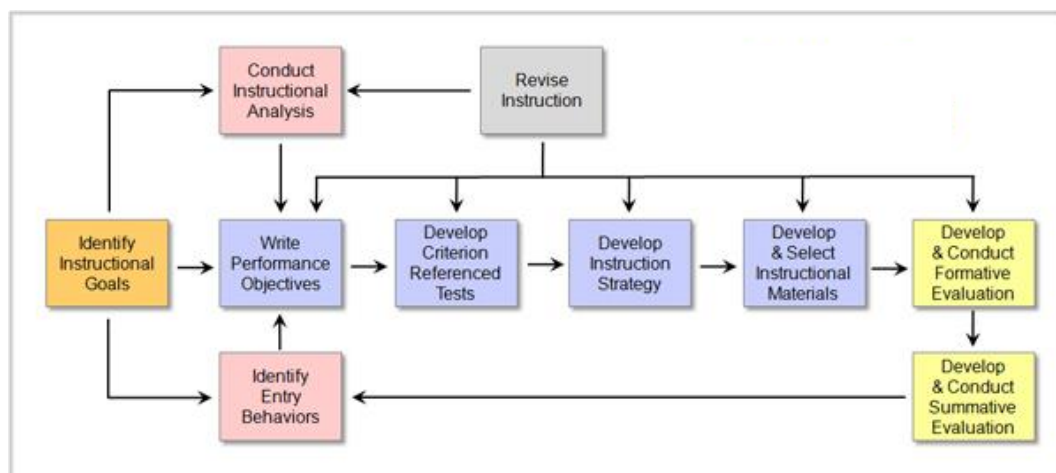 Conduct
Instructional
Analysis
Revise
Instruction
Identify
Instructional
Goals
Write
Performance
Objectives
Develop
Criterion
Referenced
Tests
Develop
Instruction
Strategy
Develop
& Select
Instructional
Materials
Develop
& Conduct
Formative
Evaluation
Identify
Entry
Behaviors
Develop
& Conduct
Summative
Evaluation